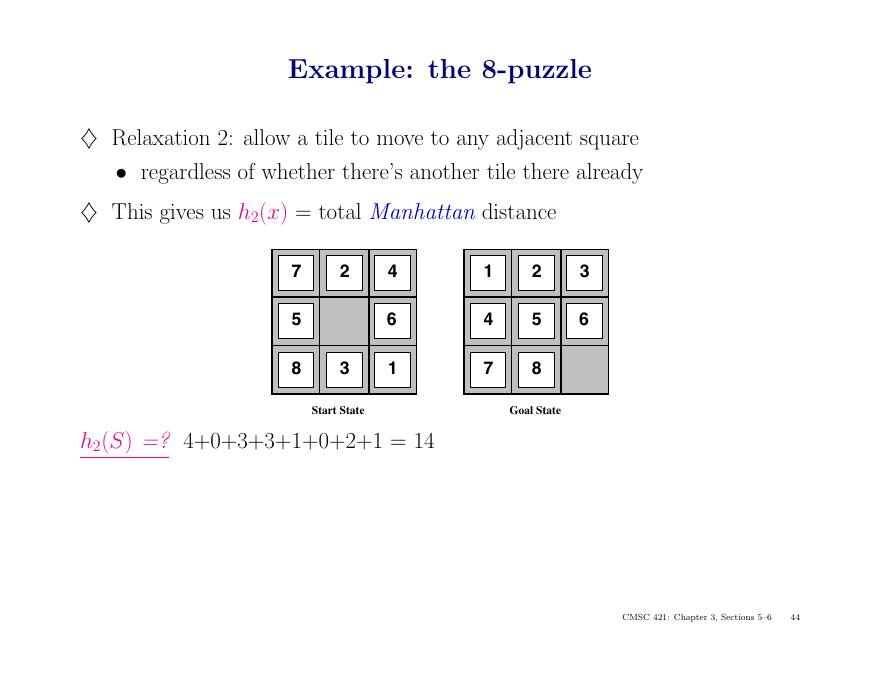 Example: the 8-puzzle
♢ Relaxation 2: allow a tile to move to any adjacent square
• regardless of whether there's another tile there already
♢ This gives us h₂(x) = total Manhattan distance
7 2 4
5 6
8 3 1
Start State
1 2 3
4 5 6
7 8
Goal State
h₂(S) =? 4+0+3+3+1+0+2+1 = 14
CMSC 421: Chapter 3, Sections 5–6 44